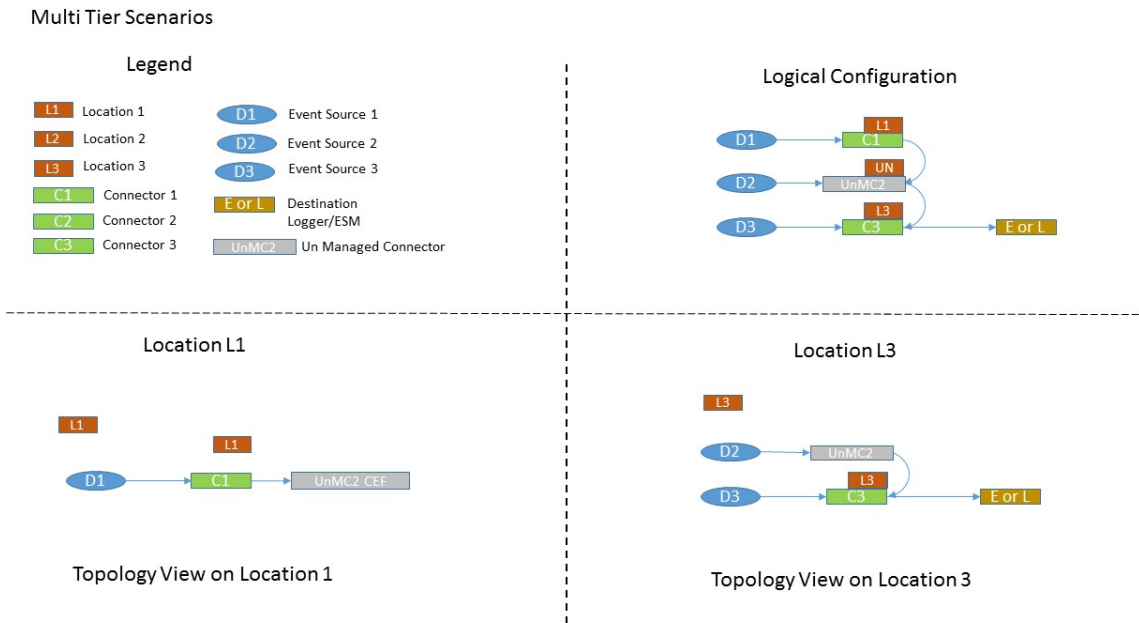 Multi Tier Scenarios
Legend
L1 Location 1
L2 Location 2
L3 Location 3
C1 Connector 1
C2 Connector 2
C3 Connector 3
D1 Event Source 1
D2 Event Source 2
D3 Event Source 3
E or L Destination
Logger/ESM
UnMC2 Un Managed Connector
Logical Configuration
L1
D1 C1
UN
D2 UnMC2
L3
D3 C3 E or L
Location L1
L1
L1
D1 C1 UnMC2 CEF
Topology View on Location 1
Location L3
L3
D2 UnMC2
L3
D3 C3 E or L
Topology View on Location 3